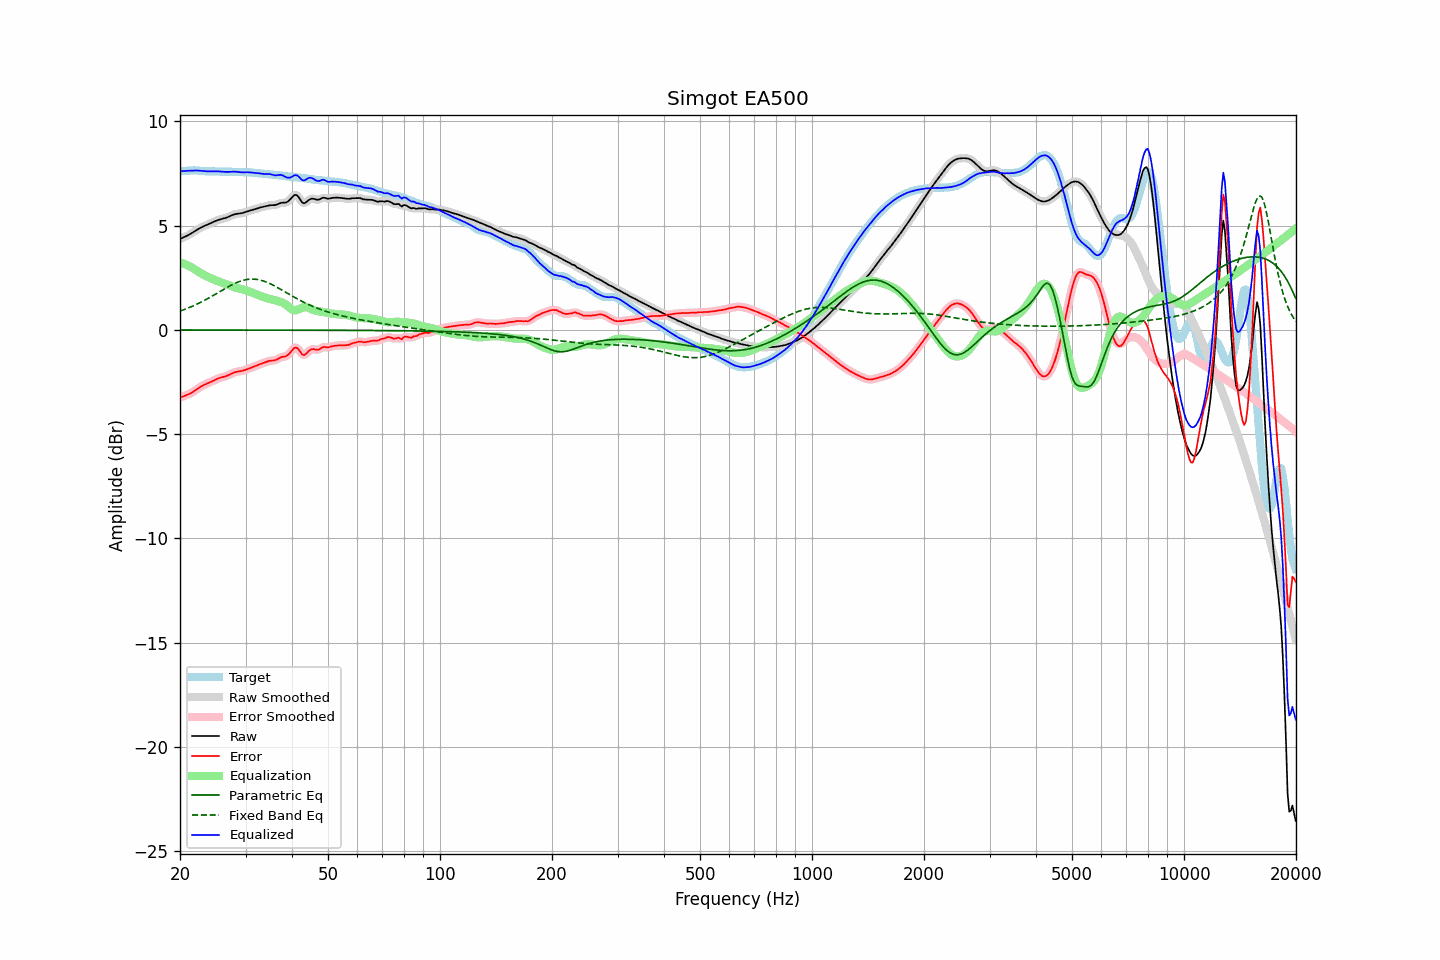 Simgot EA500
Amplitude (dBr)
10
5
0
−5
−10
−15
−20
−25
Target
Raw Smoothed
Error Smoothed
Raw
Error
Equalization
Parametric Eq
Fixed Band Eq
Equalized
20 50 100 200 500 1000 2000 5000 10000 20000
Frequency (Hz)